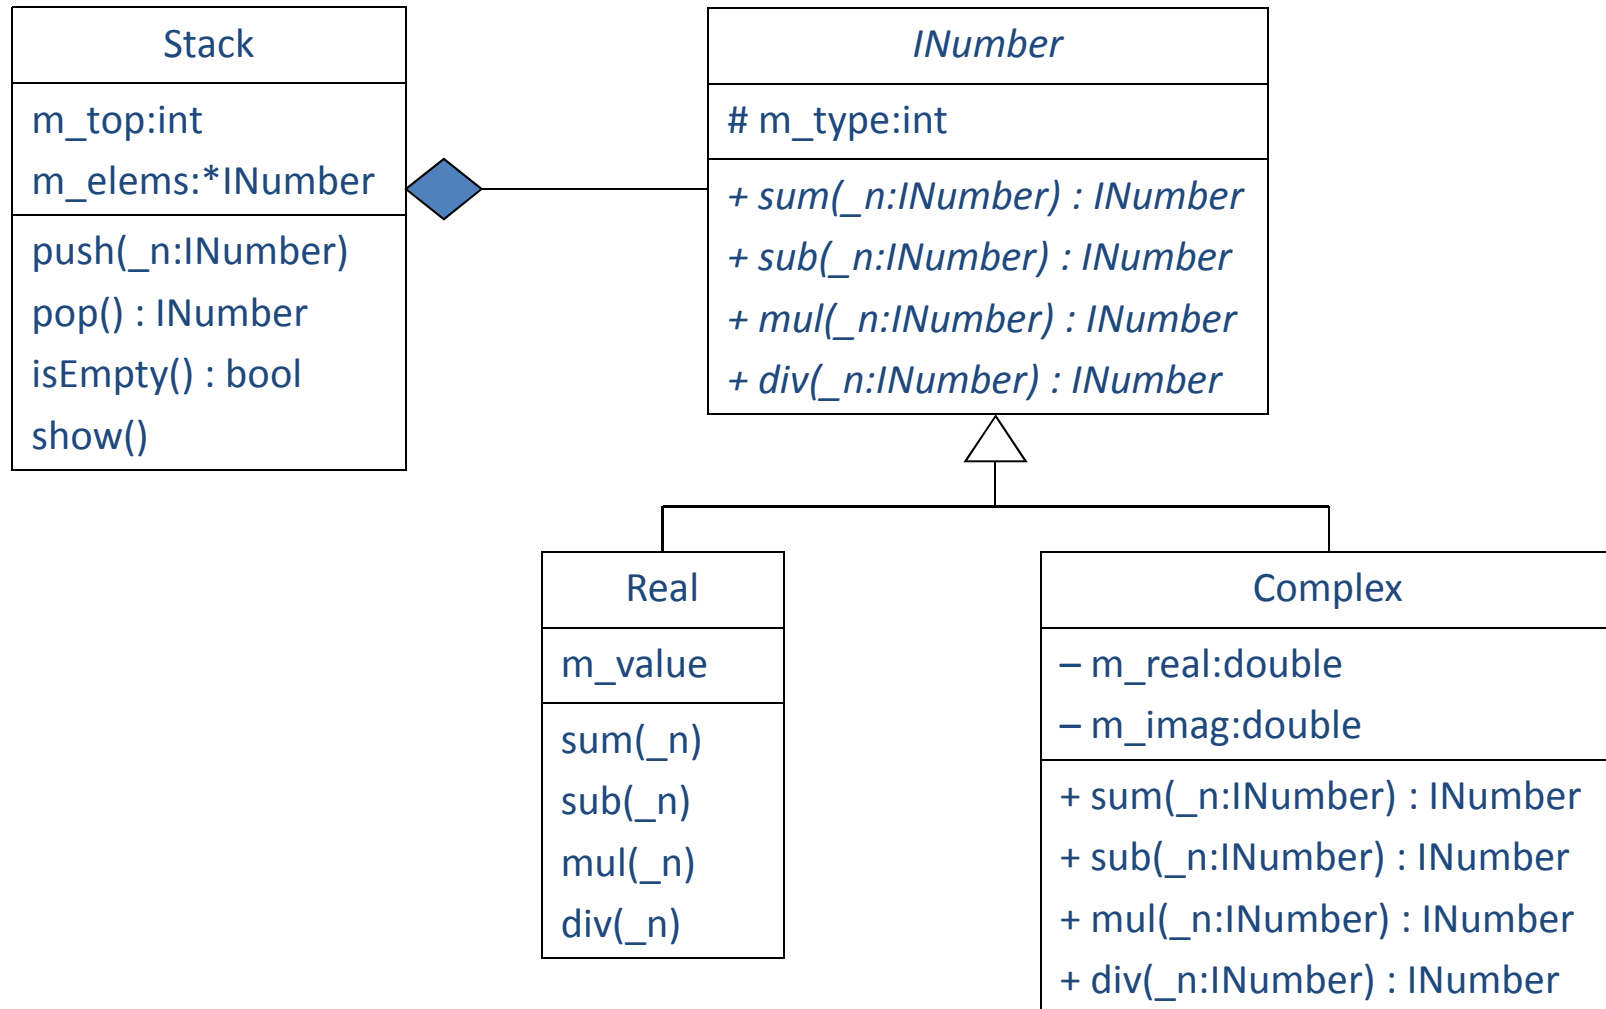 Stack
m_top:int
m_elems:*INumber
push(_n:INumber)
pop() : INumber
isEmpty() : bool
show()
INumber
# m_type:int
+ sum(_n:INumber) : INumber
+ sub(_n:INumber) : INumber
+ mul(_n:INumber) : INumber
+ div(_n:INumber) : INumber
Real
m_value
sum(_n)
sub(_n)
mul(_n)
div(_n)
Complex
– m_real:double
– m_imag:double
+ sum(_n:INumber) : INumber
+ sub(_n:INumber) : INumber
+ mul(_n:INumber) : INumber
+ div(_n:INumber) : INumber